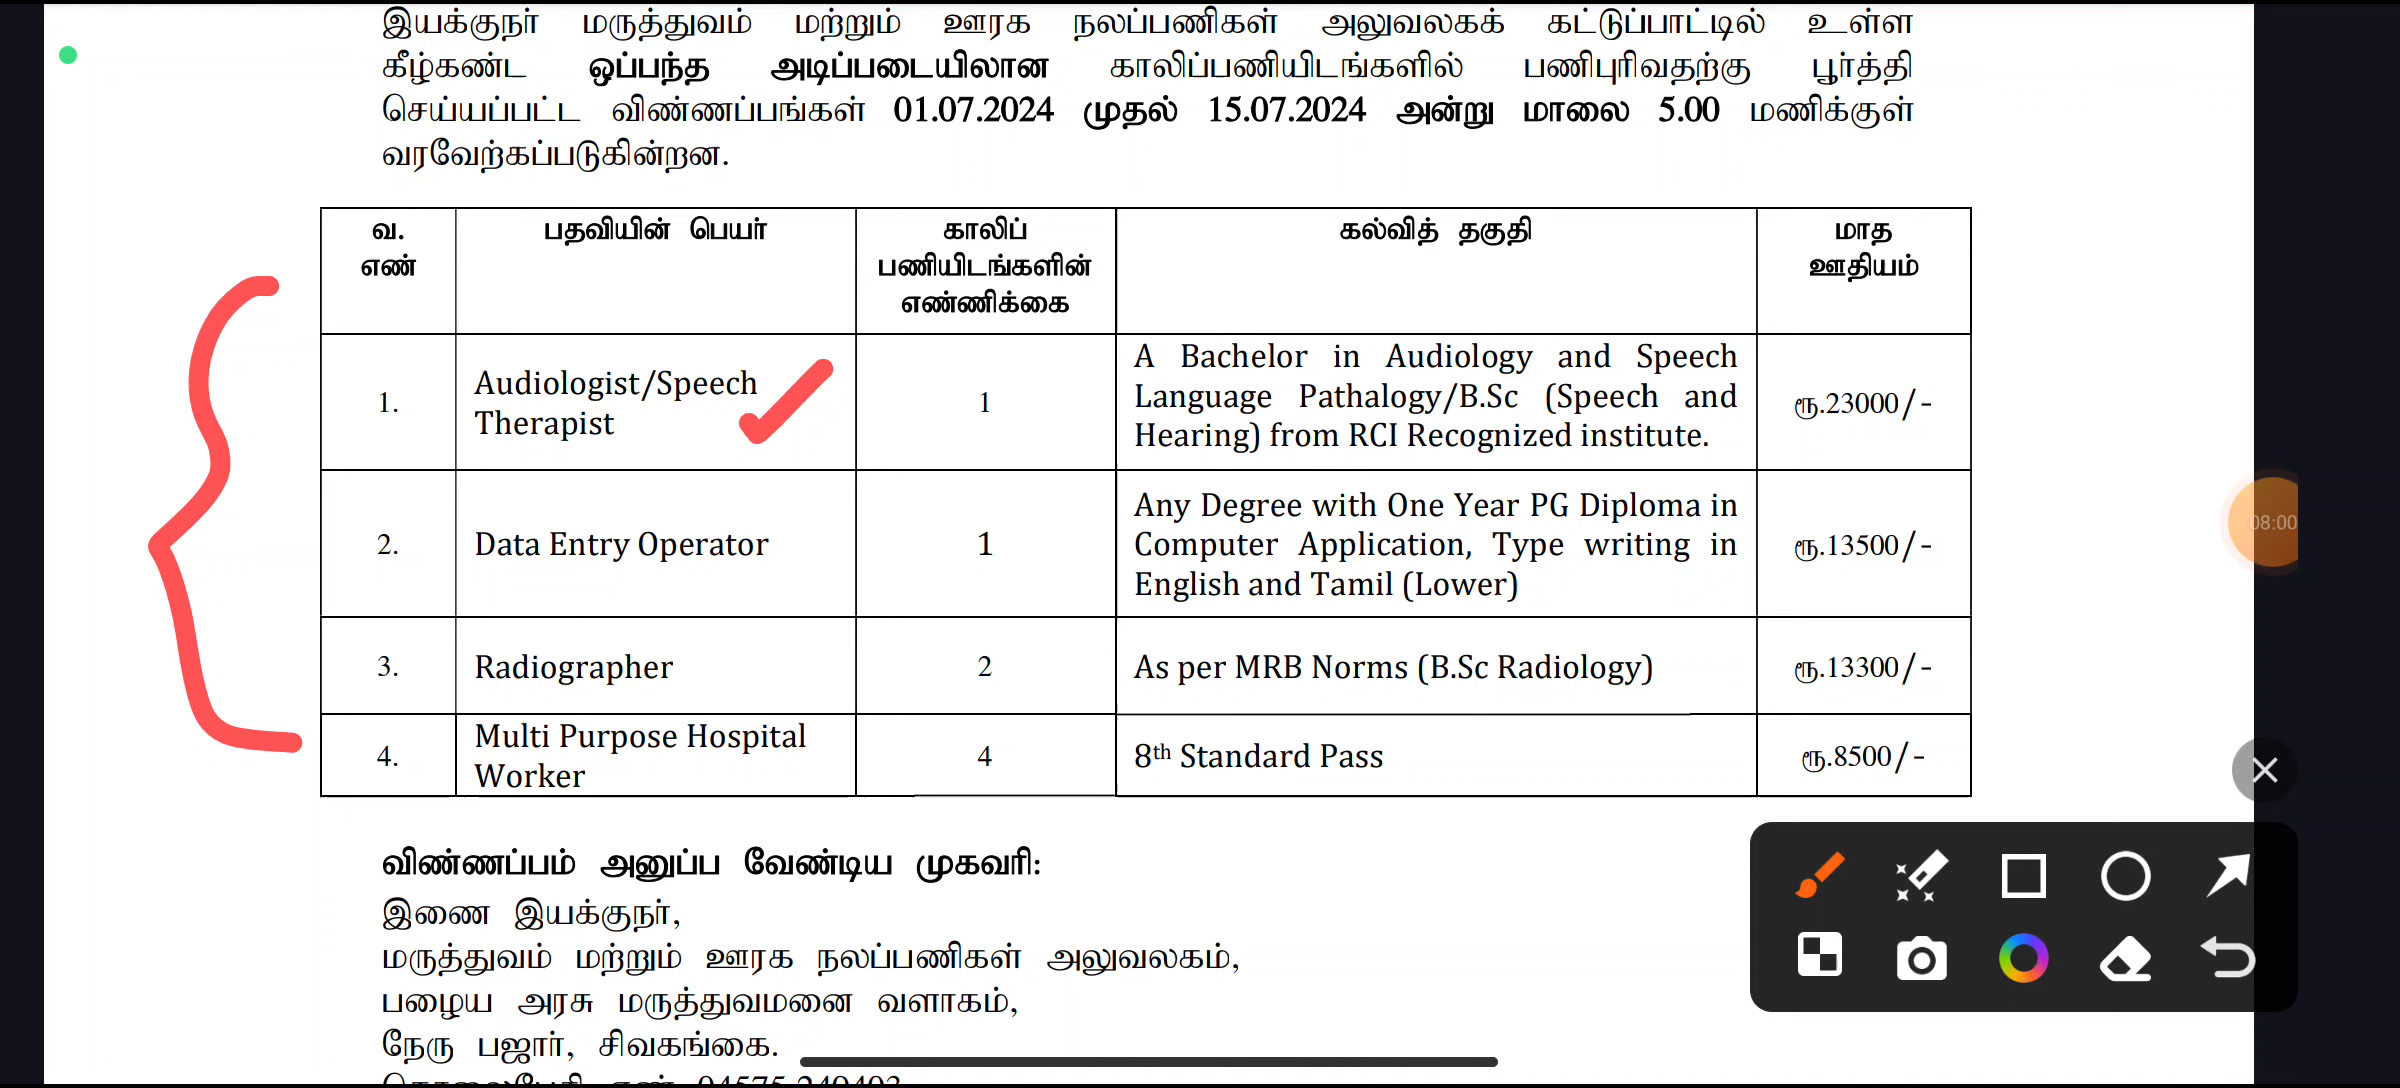 இயக்குநர் மருத்துவம் மற்றும் ஊரக நலப்பணிகள் அலுவலகக் கட்டுப்பாட்டில் உள்ள
கீழ்கண்ட ஒப்பந்த அடிப்படையிலான காலிப்பணியிடங்களில் பணிபுரிவதற்கு பூர்த்தி
செய்யப்பட்ட விண்ணப்பங்கள் 01.07.2024 முதல் 15.07.2024 அன்று மாலை 5.00 மணிக்குள்
வரவேற்கப்படுகின்றன.
வ. எண்
பதவியின் பெயர்
காலிப் பணியிடங்களின் எண்ணிக்கை
கல்வித் தகுதி
மாத ஊதியம்
1.
Audiologist/Speech
Therapist
1
A Bachelor in Audiology and Speech
Language Pathalogy/B.Sc (Speech and
Hearing) from RCI Recognized institute.
ரூ.23000/-
2.
Data Entry Operator
1
Any Degree with One Year PG Diploma in
Computer Application, Type writing in
English and Tamil (Lower)
ரூ.13500/-
3.
Radiographer
2
As per MRB Norms (B.Sc Radiology)
ரூ.13300/-
4.
Multi Purpose Hospital
Worker
4
8th Standard Pass
ரூ.8500/-
விண்ணப்பம் அனுப்ப வேண்டிய முகவரி:
இணை இயக்குநர்,
மருத்துவம் மற்றும் ஊரக நலப்பணிகள் அலுவலகம்,
பழைய அரசு மருத்துவமனை வளாகம்,
நேரு பஜார், சிவகங்கை.
08:00